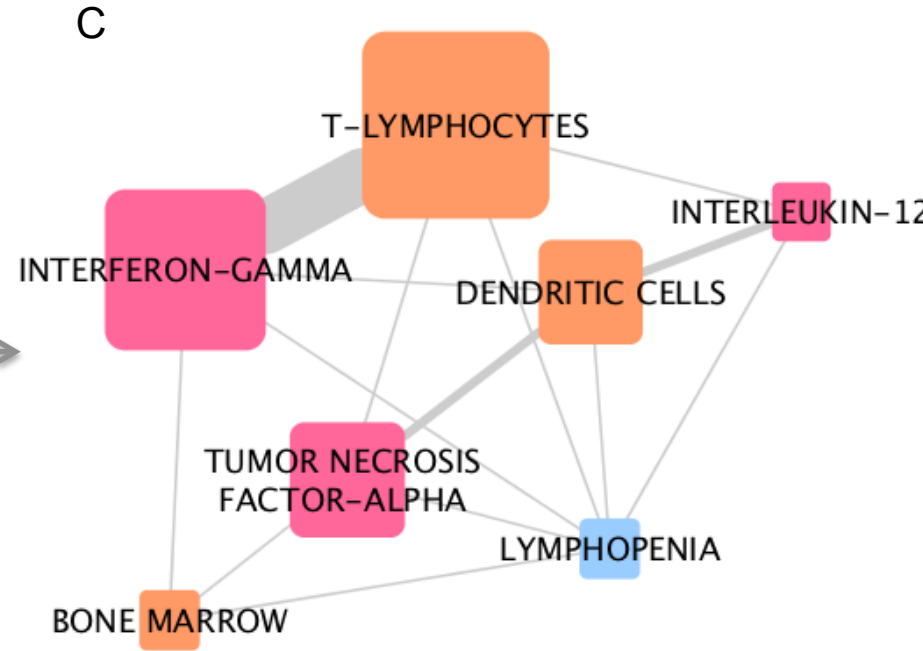 C
T-LYMPHOCYTES
INTERLEUKIN-12
INTERFERON-GAMMA
DENDRITIC CELLS
TUMOR NECROSIS
FACTOR-ALPHA
LYMPHOPENIA
BONE MARROW